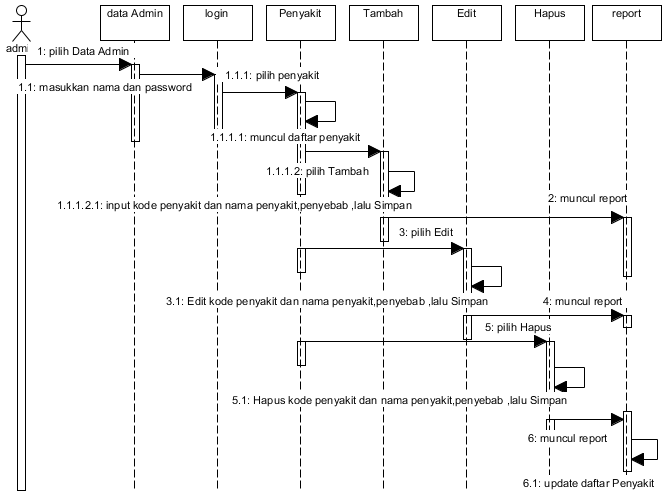 data Admin
login
Penyakit
Tambah
Edit
Hapus
report
admi
1: pilih Data Admin
1.1: masukkan nama dan password
1.1.1: pilih penyakit
1.1.1.1: muncul daftar penyakit
1.1.1.2: pilih Tambah
1.1.1.2.1: input kode penyakit dan nama penyakit,penyebab ,lalu Simpan
2: muncul report
3: pilih Edit
3.1: Edit kode penyakit dan nama penyakit,penyebab ,lalu Simpan
4: muncul report
5: pilih Hapus
5.1: Hapus kode penyakit dan nama penyakit,penyebab ,lalu Simpan
6: muncul report
6.1: update daftar Penyakit